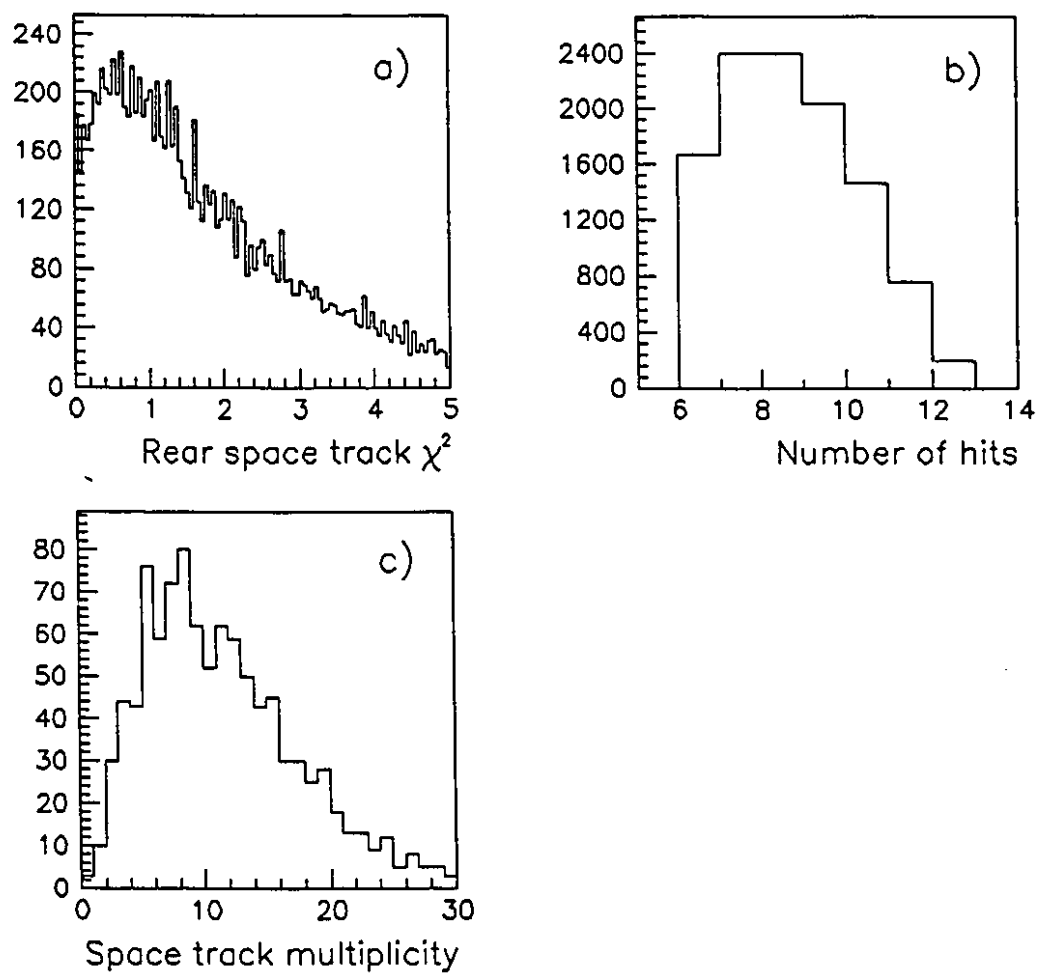 240
200
160
120
80
40
0
a)
0 1 2 3 4 5
Rear space track χ²
2400
2000
1600
1200
800
400
0
b)
6 8 10 12 14
Number of hits
80
70
60
50
40
30
20
10
0
c)
0 10 20 30
Space track multiplicity